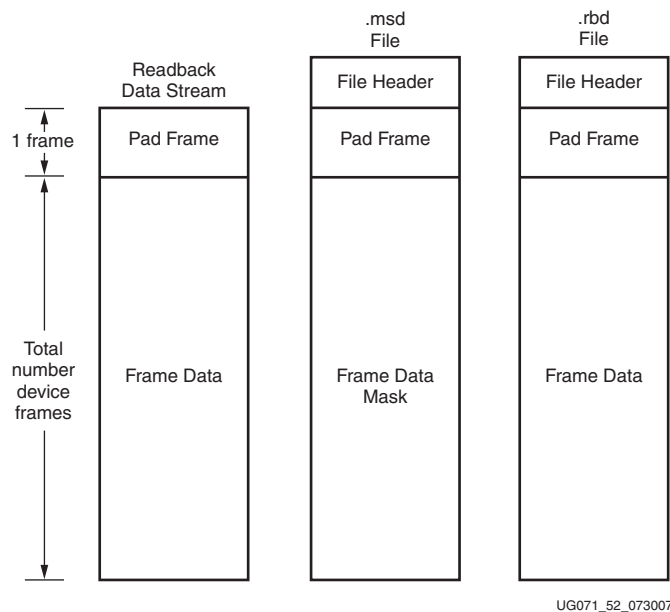 .msd
File
.rbd
File
Readback
Data Stream
File Header
File Header
1 frame
Pad Frame
Pad Frame
Pad Frame
Total
number
device
frames
Frame Data
Frame Data
Mask
Frame Data
UG071_52_073007